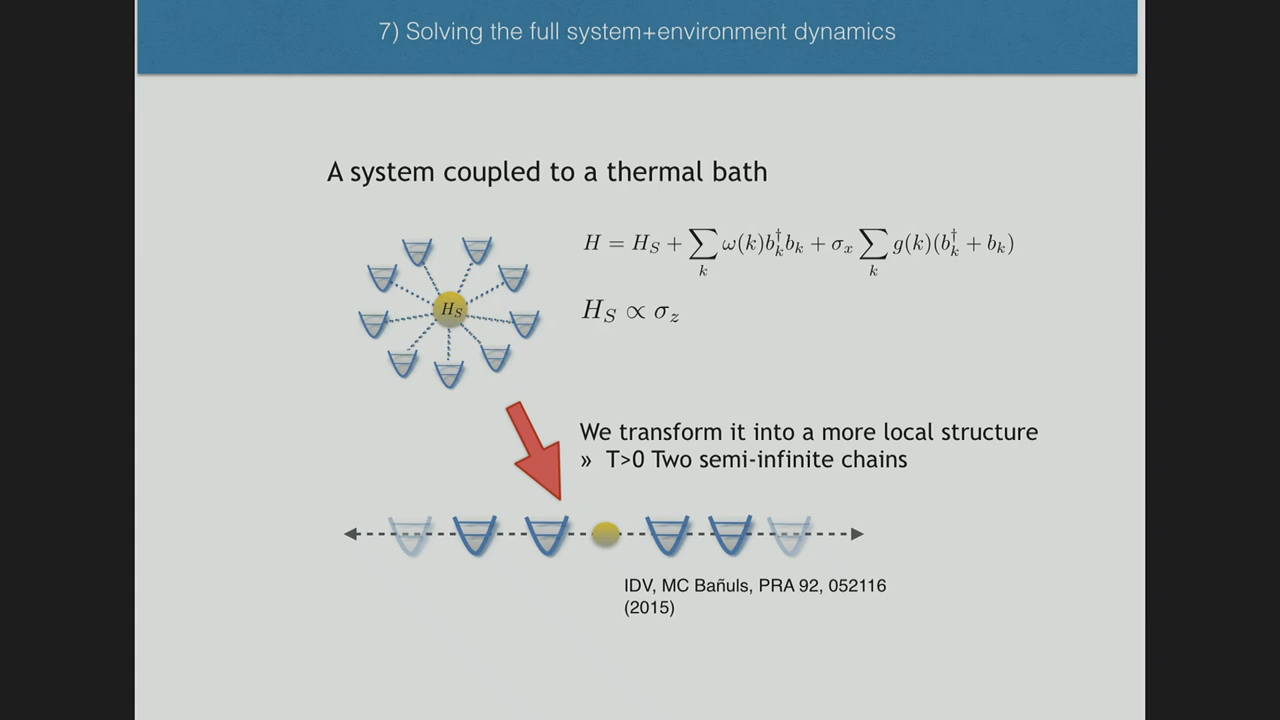 7) Solving the full system+environment dynamics
A system coupled to a thermal bath
H = H_S + ∑_k ω(k)b_k^† b_k + σ_x ∑_k g(k)(b_k^† + b_k)
H_S
H_S ∝ σ_z
We transform it into a more local structure
» T>0 Two semi-infinite chains
IDV, MC Bañuls, PRA 92, 052116
(2015)